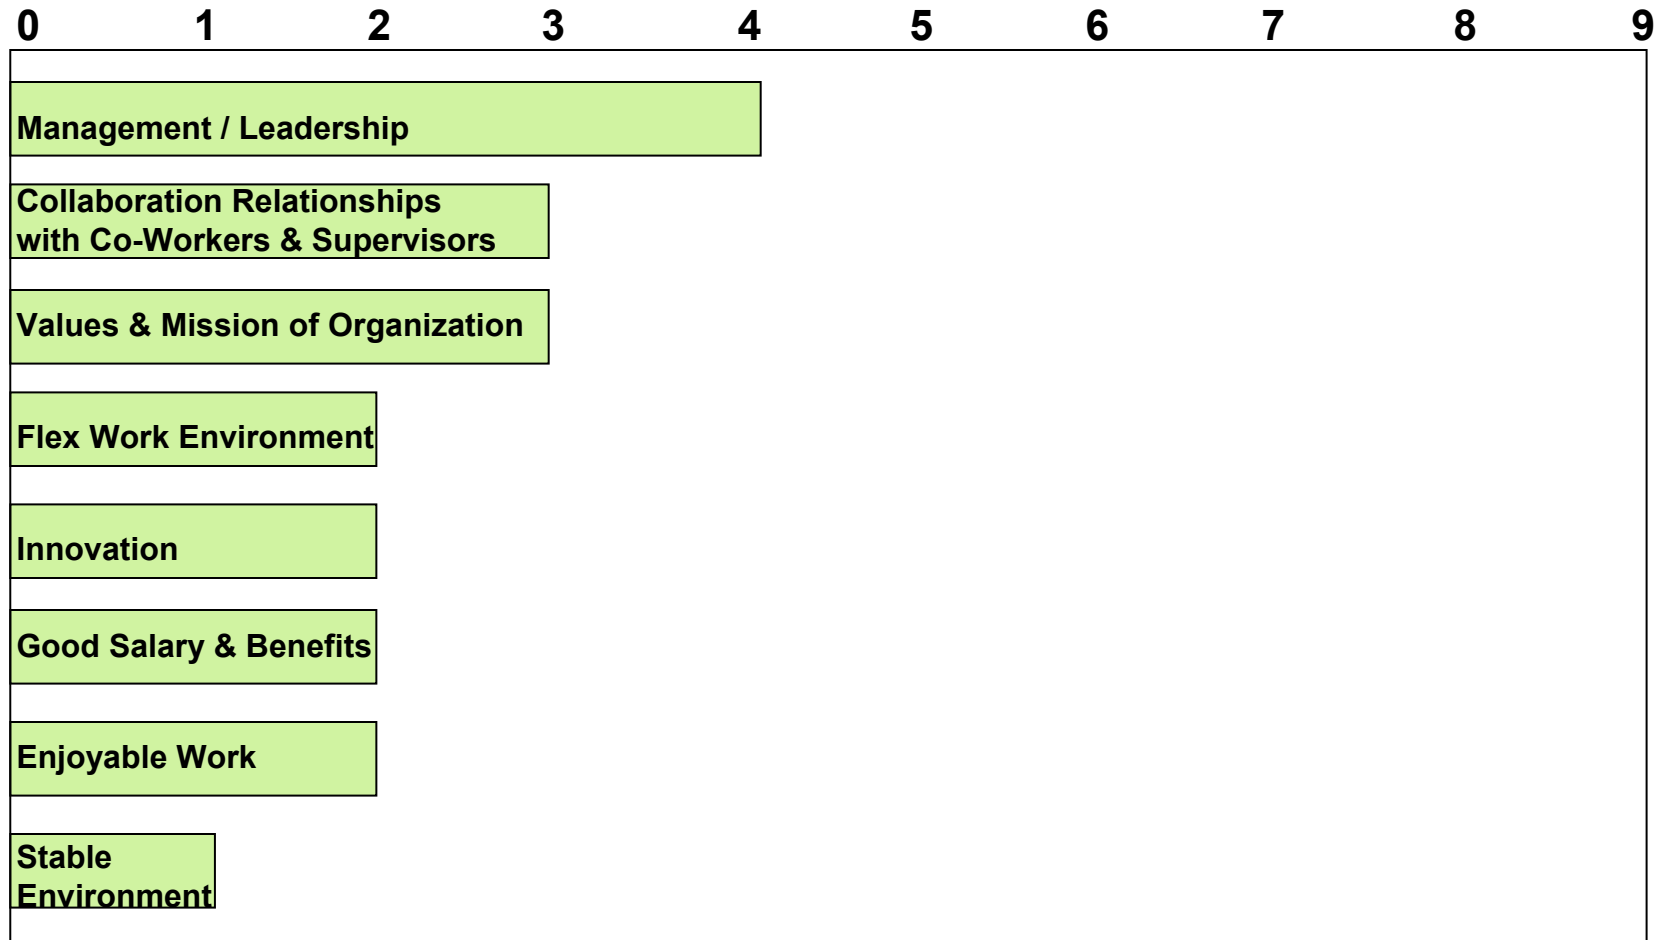 0 1 2 3 4 5 6 7 8 9
Management / Leadership
Collaboration Relationships
with Co-Workers & Supervisors
Values & Mission of Organization
Flex Work Environment
Innovation
Good Salary & Benefits
Enjoyable Work
Stable
Environment